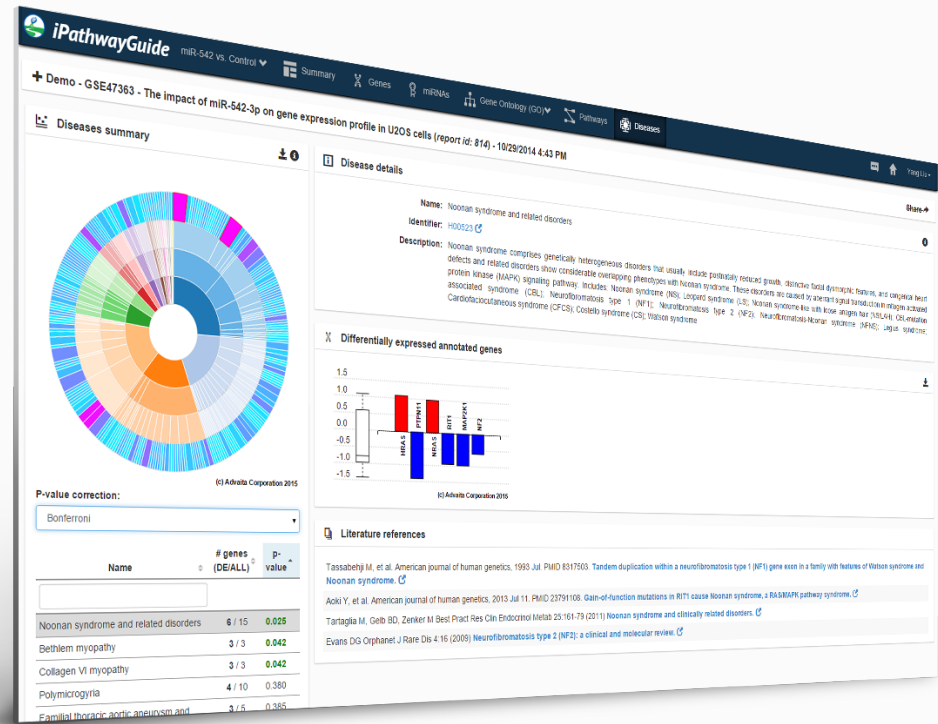 iPathwayGuide
miR-542 vs. Control
Summary
Genes
miRNAs
Gene Ontology (GO)
Pathways
Diseases
Yang Liu
Demo - GSE47363 - The impact of miR-542-3p on gene expression profile in U2OS cells (report id: 814) - 10/29/2014 4:43 PM
Share
Diseases summary
(c) Advaita Corporation 2015
P-value correction:
Bonferroni
Name # genes (DE/ALL) p-value
Noonan syndrome and related disorders 6 / 15 0.025
Bethlem myopathy 3 / 3 0.042
Collagen VI myopathy 3 / 3 0.042
Polymicrogyria 4 / 10 0.380
Familial thoracic aortic aneurysm and 3 / 5 0.385
Disease details
Name: Noonan syndrome and related disorders
Identifier: H00523
Description: Noonan syndrome comprises genetically heterogeneous disorders that usually include postnatally reduced growth, distinctive facial dysmorphic features, and congenital heart
defects and related disorders show considerable overlapping phenotypes with Noonan syndrome. These disorders are caused by aberrant signal transduction in mitogen activated
protein kinase (MAPK) signaling pathway. Includes: Noonan syndrome (NS); Leopard syndrome (LS); Noonan syndrome-like with loose anagen hair (NSLAH); CBL-mutation
associated syndrome (CBL); Neurofibromatosis Type 1 (NF1); Neurofibromatosis type 2 (NF2); Neurofibromatosis-Noonan syndrome (NFNS); Legius syndrome;
Cardiofaciocutaneous syndrome (CFCS); Costello syndrome (CS); Watson syndrome
Differentially expressed annotated genes
1.5
1.0
0.5
0.0
-0.5
-1.0
-1.5
HRAS
PTPN11
NRAS
RIT1
MAP2K1
NF2
(c) Advaita Corporation 2015
Literature references
Tassabehji M, et al. American journal of human genetics, 1993 Jul. PMID 8317503. Tandem duplication within a neurofibromatosis type 1 (NF1) gene exon in a family with features of Watson syndrome and
Noonan syndrome.
Aoki Y, et al. American journal of human genetics, 2013 Jul 11. PMID 23791108. Gain-of-function mutations in RIT1 cause Noonan syndrome, a RAS/MAPK pathway syndrome.
Tartaglia M, Gelb BD, Zenker M Best Pract Res Clin Endocrinol Metab 25:161-79 (2011) Noonan syndrome and clinically related disorders.
Evans DG Orphanet J Rare Dis 4:16 (2009) Neurofibromatosis type 2 (NF2): a clinical and molecular review.